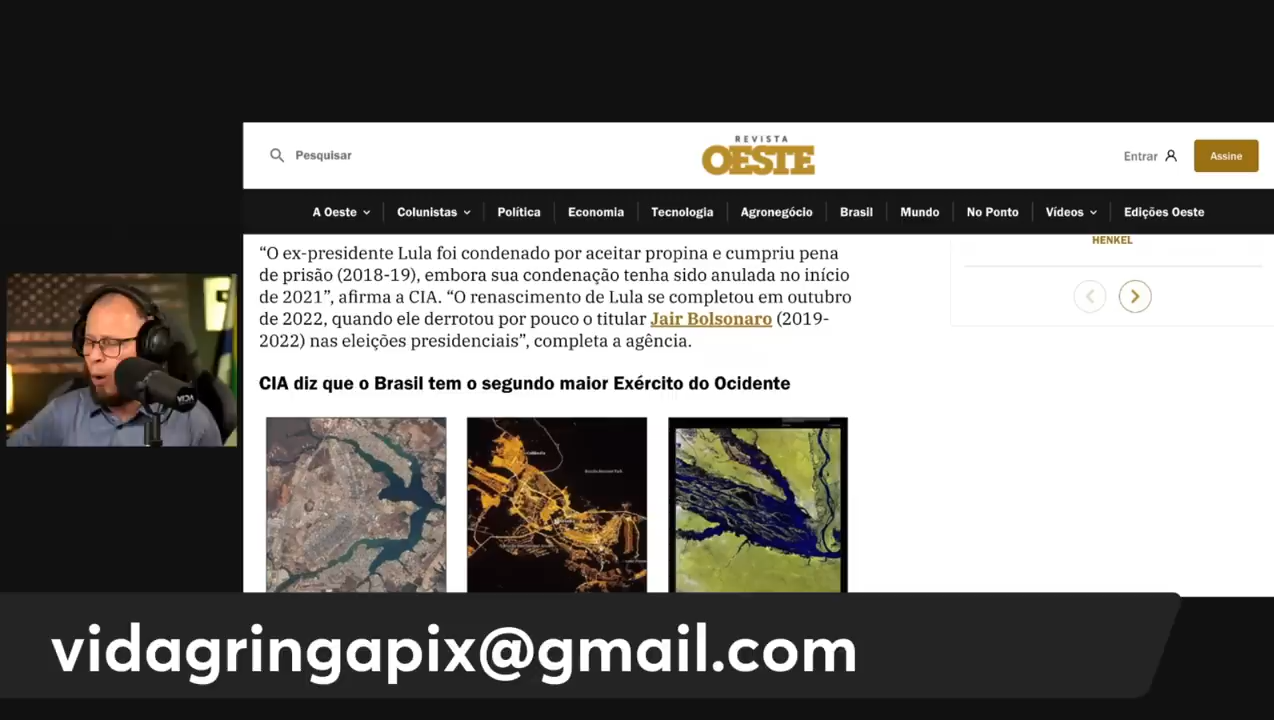 Pesquisar
REVISTA
OESTE
Entrar
Assine
A Oeste
Colunistas
Política
Economia
Tecnologia
Agronegócio
Brasil
Mundo
No Ponto
Vídeos
Edições Oeste
“O ex-presidente Lula foi condenado por aceitar propina e cumpriu pena
de prisão (2018-19), embora sua condenação tenha sido anulada no início
de 2021”, afirma a CIA. “O renascimento de Lula se completou em outubro
de 2022, quando ele derrotou por pouco o titular Jair Bolsonaro (2019-
2022) nas eleições presidenciais”, completa a agência.
HENKEL
CIA diz que o Brasil tem o segundo maior Exército do Ocidente
VIDA
vidagringapix@gmail.com